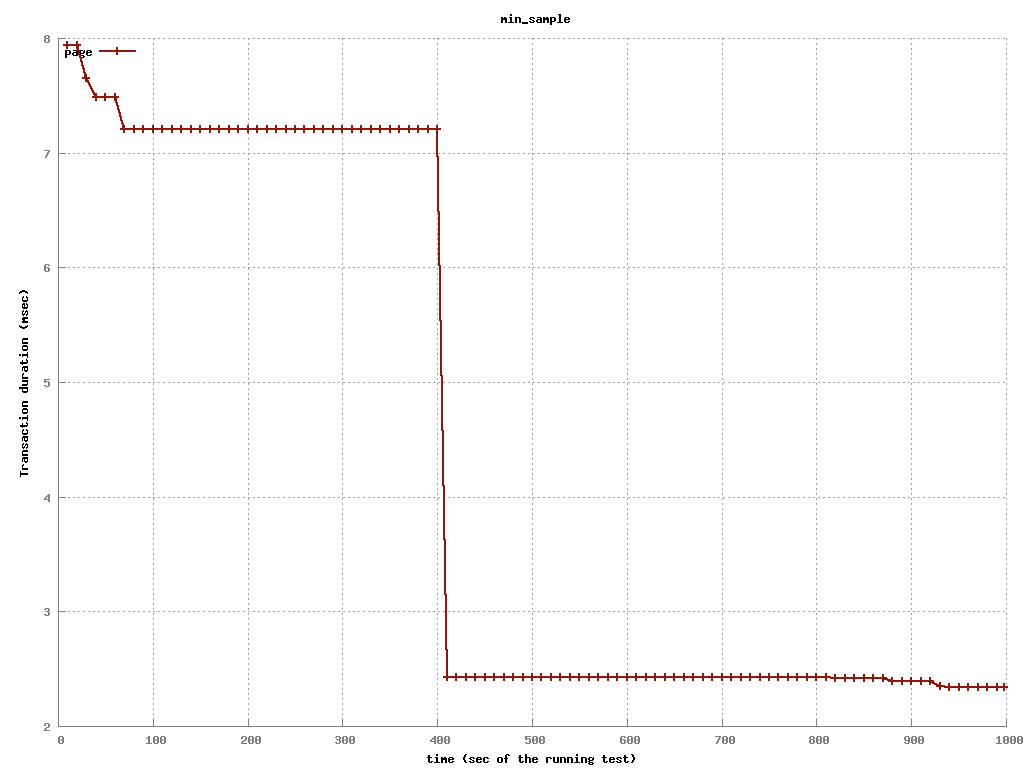 min_sample
page
8
7
6
5
4
3
2
Transaction duration (msec)
0 100 200 300 400 500 600 700 800 900 1000
time (sec of the running test)